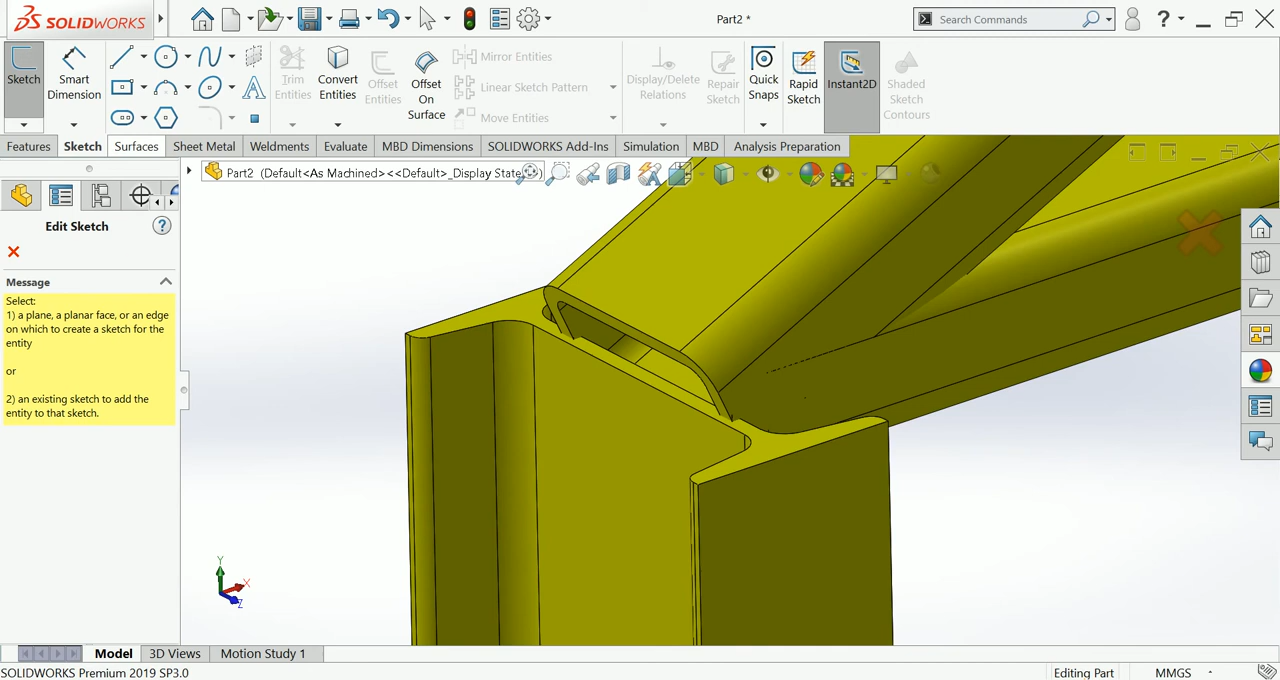 SOLIDWORKS
Part2 *
Search Commands
Sketch
Smart Dimension
Trim Entities
Convert Entities
Offset Entities
Offset On Surface
Mirror Entities
Linear Sketch Pattern
Move Entities
Display/Delete Relations
Repair Sketch
Quick Snaps
Rapid Sketch
Instant2D
Shaded Sketch Contours
Features
Sketch
Surfaces
Sheet Metal
Weldments
Evaluate
MBD Dimensions
SOLIDWORKS Add-Ins
Simulation
MBD
Analysis Preparation
Part2 (Default<As Machined><<Default>_Display State
Edit Sketch
Message
Select:
1) a plane, a planar face, or an edge
on which to create a sketch for the
entity
or
2) an existing sketch to add the
entity to that sketch.
Y
X
Z
Model
3D Views
Motion Study 1
SOLIDWORKS Premium 2019 SP3.0
Editing Part
MMGS